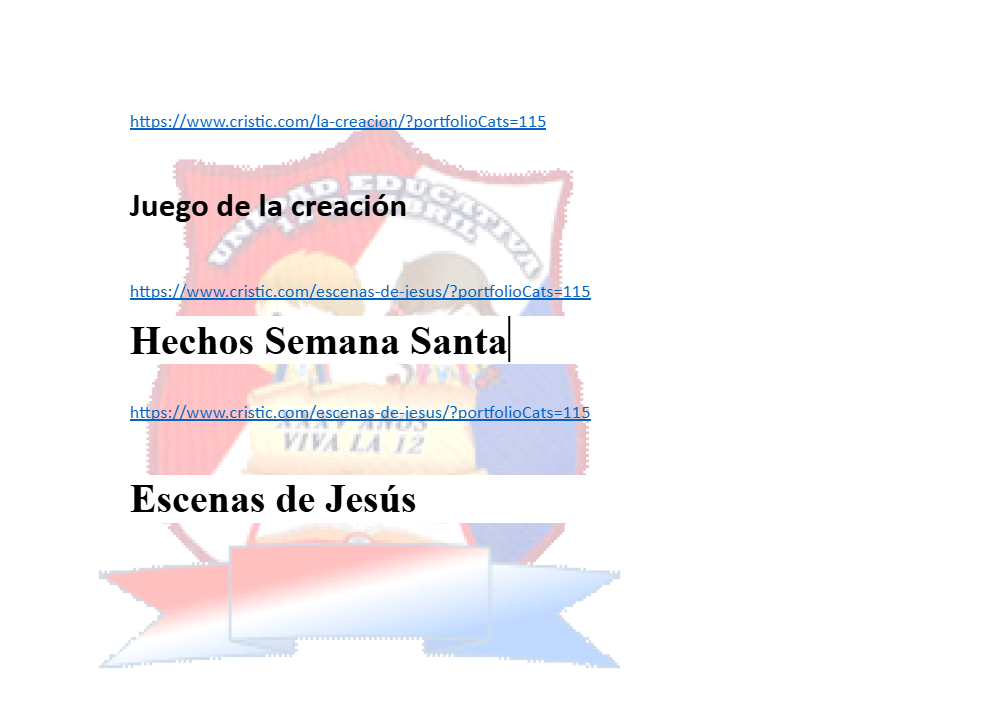 https://www.cristic.com/la-creacion/?portfolioCats=115
UNIDAD EDUCATIVA
Juego de la creación
https://www.cristic.com/escenas-de-jesus/?portfolioCats=115
Hechos Semana Santa
https://www.cristic.com/escenas-de-jesus/?portfolioCats=115
XXXV AÑOS
VIVA LA 12
Escenas de Jesús